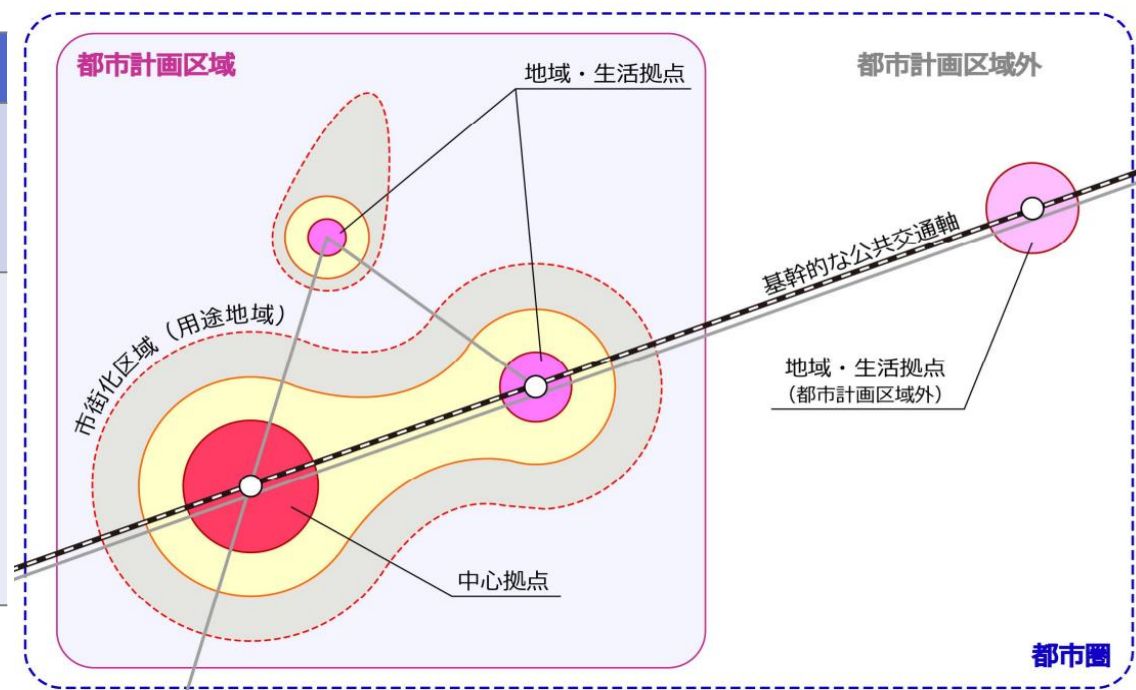 都市計画区域
都市計画区域外
地域・生活拠点
基幹的な公共交通軸
市街化区域（用途地域）
地域・生活拠点
（都市計画区域外）
中心拠点
都市圏